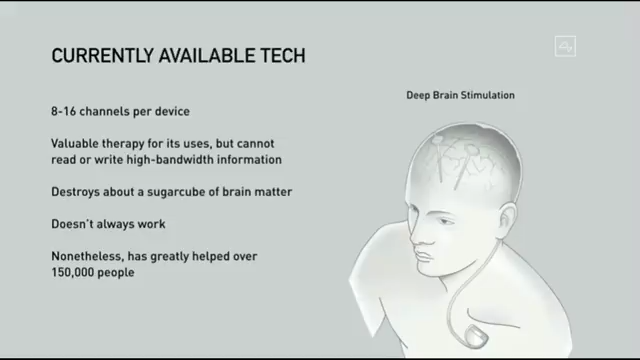 CURRENTLY AVAILABLE TECH
Deep Brain Stimulation
8-16 channels per device
Valuable therapy for its uses, but cannot
read or write high-bandwidth information
Destroys about a sugarcube of brain matter
Doesn't always work
Nonetheless, has greatly helped over
150,000 people